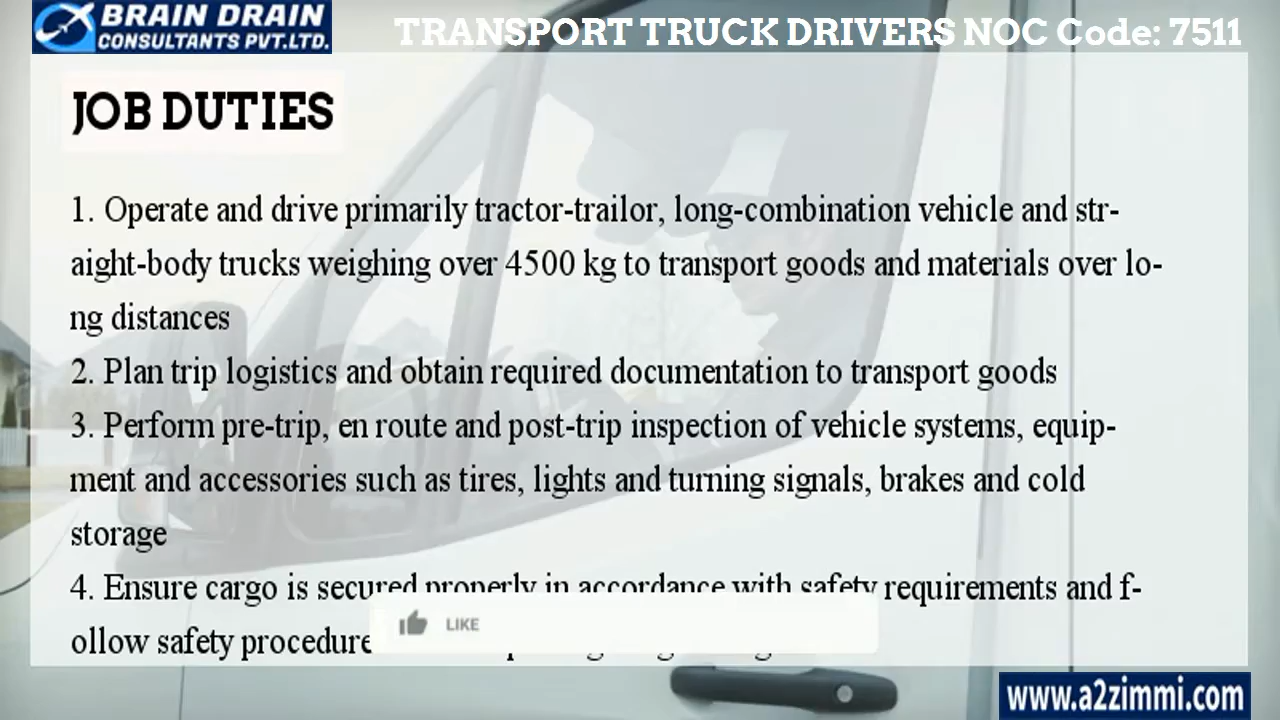 BRAIN DRAIN
CONSULTANTS PVT.LTD.
TRANSPORT TRUCK DRIVERS NOC Code: 7511
JOB DUTIES
1. Operate and drive primarily tractor-trailor, long-combination vehicle and str-
aight-body trucks weighing over 4500 kg to transport goods and materials over lo-
ng distances
2. Plan trip logistics and obtain required documentation to transport goods
3. Perform pre-trip, en route and post-trip inspection of vehicle systems, equip-
ment and accessories such as tires, lights and turning signals, brakes and cold
storage
4. Ensure cargo is secured properly in accordance with safety requirements and f-
ollow safety procedure
LIKE
www.a2zimmi.com